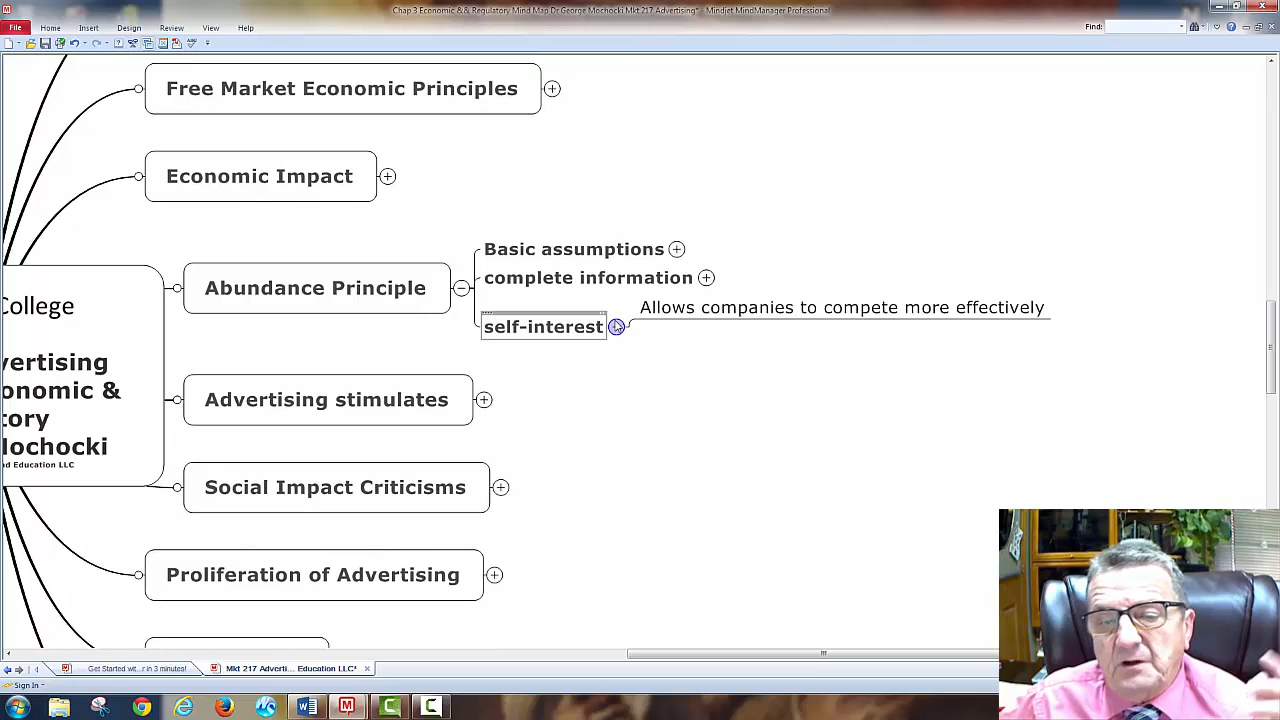 Chap 3 Economic & & Regulatory Mind Map Dr George Mochocki Mkt 217 Advertising* - Mindjet MindManager Professional
File Home Insert Design Review View Help Find:
Free Market Economic Principles
Economic Impact
Basic assumptions
complete information
Abundance Principle
Allows companies to compete more effectively
self-interest
College
vertising
onomic &
tory
Mochocki
nd Education LLC
Advertising stimulates
Social Impact Criticisms
Proliferation of Advertising
Get Started wit...r in 3 minutes! Mkt 217 Adverti... Education LLC*
Sign In